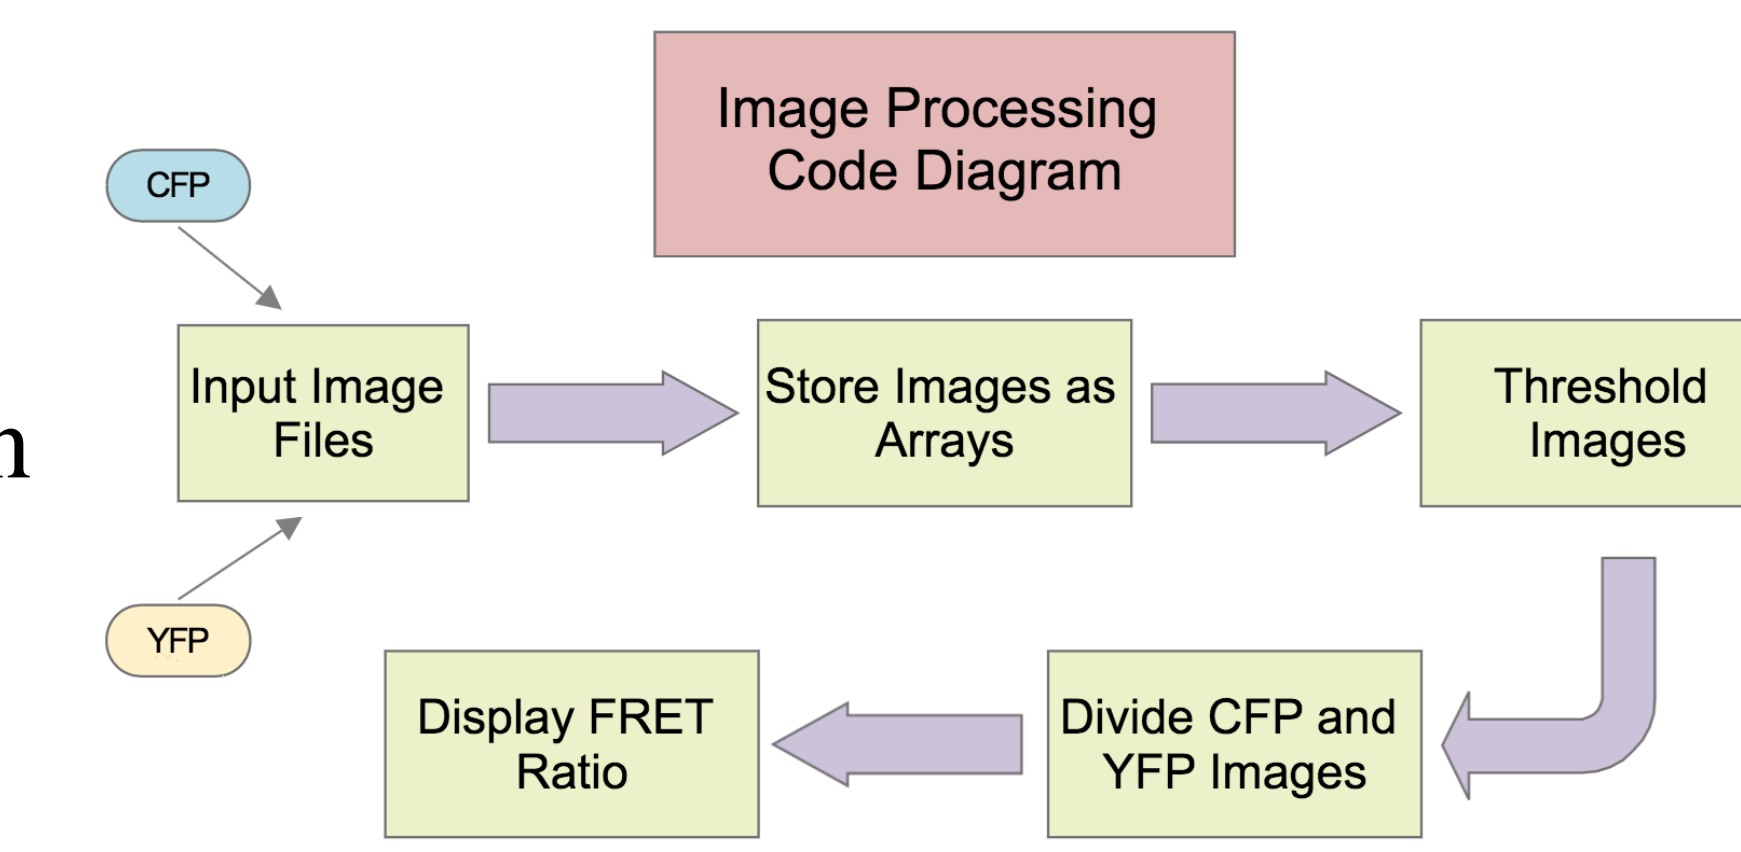 Image Processing
Code Diagram
CFP
Input Image
Files
Store Images as
Arrays
Threshold
Images
n
YFP
Display FRET
Ratio
Divide CFP and
YFP Images